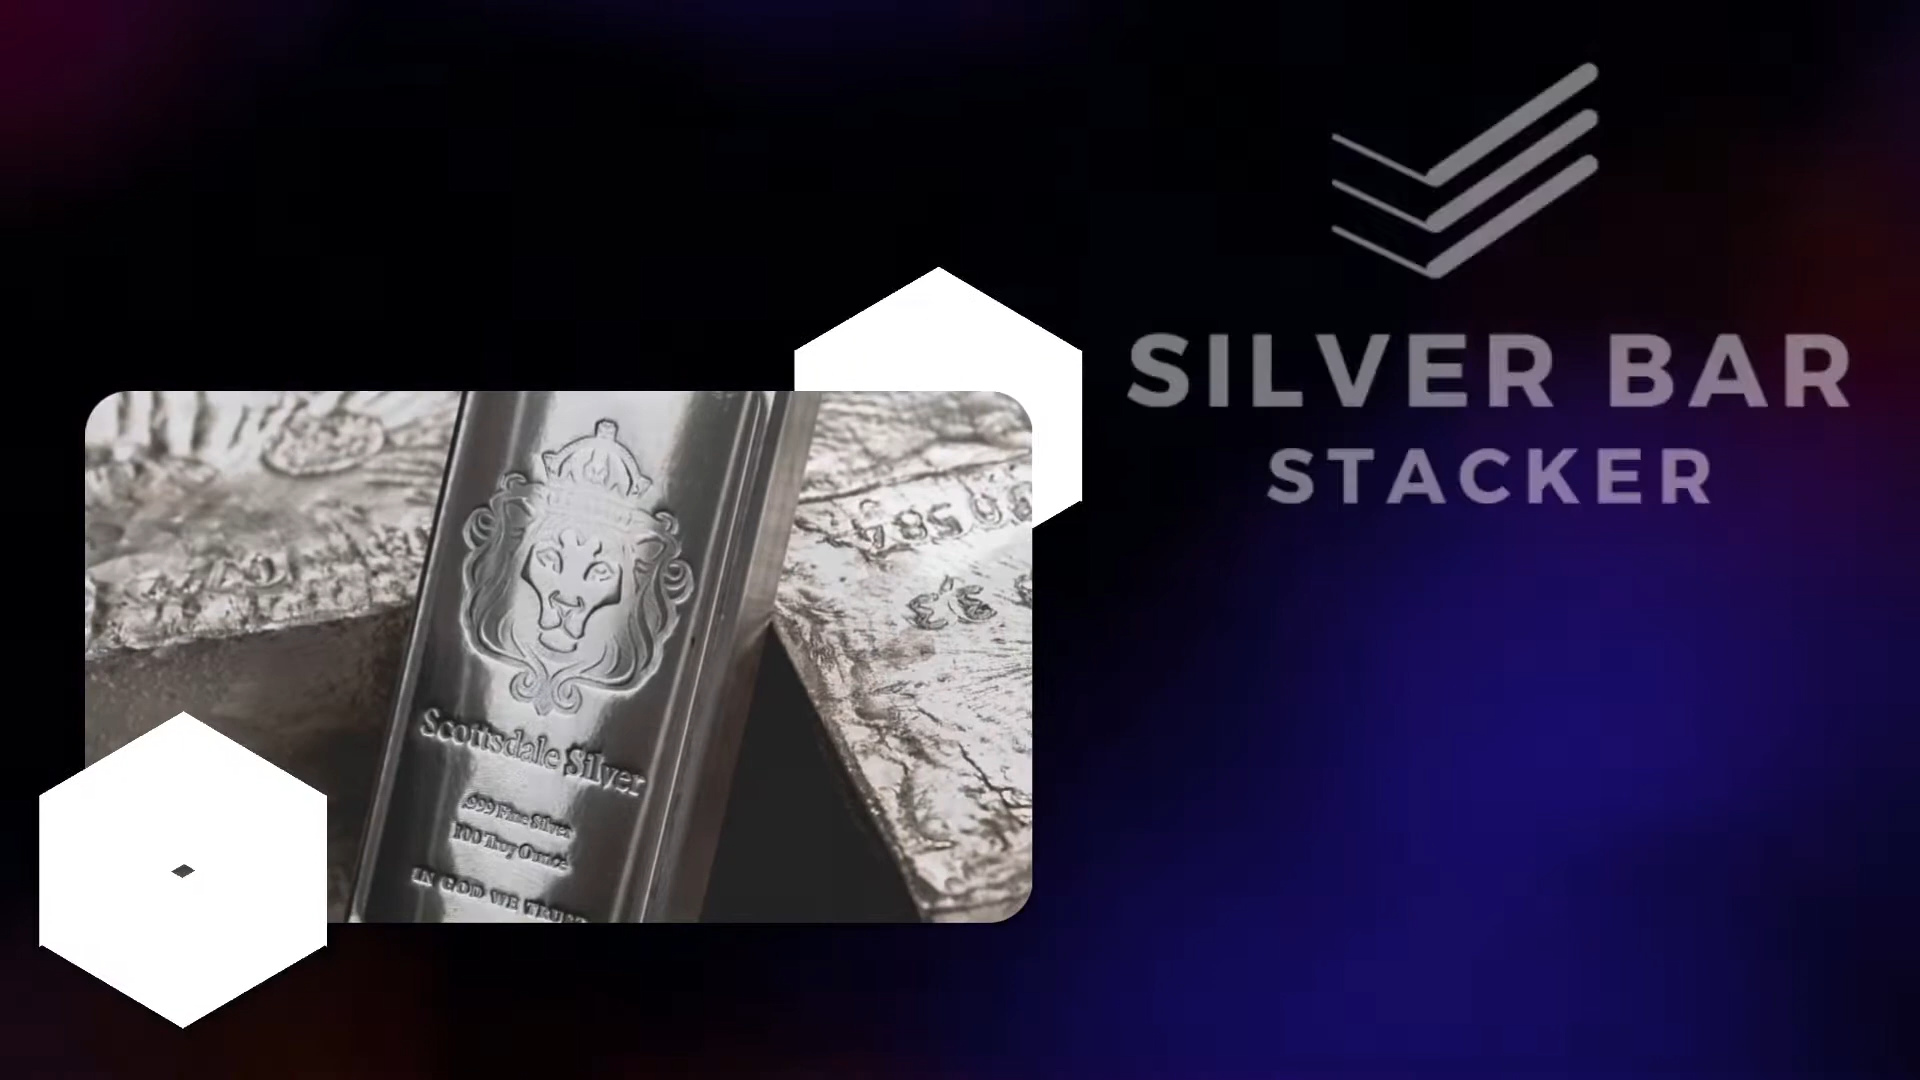 SILVER BAR
STACKER
Scottsdale Silver
.999 Fine Silver
100 Troy Ounce
IN GOD WE TRUST